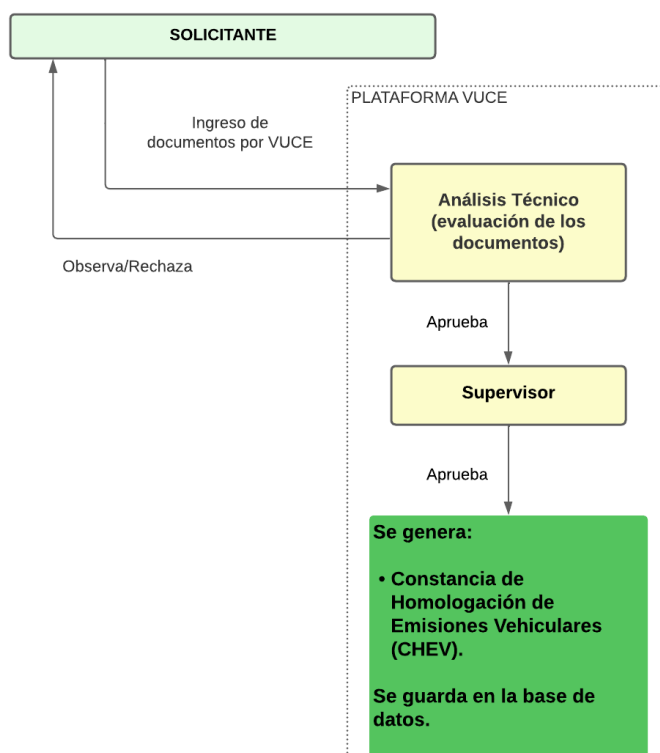 SOLICITANTE
PLATAFORMA VUCE
Ingreso de
documentos por VUCE
Análisis Técnico
(evaluación de los
documentos)
Observa/Rechaza
Aprueba
Supervisor
Aprueba
Se genera:
• Constancia de
Homologación de
Emisiones Vehiculares
(CHEV).
Se guarda en la base de
datos.